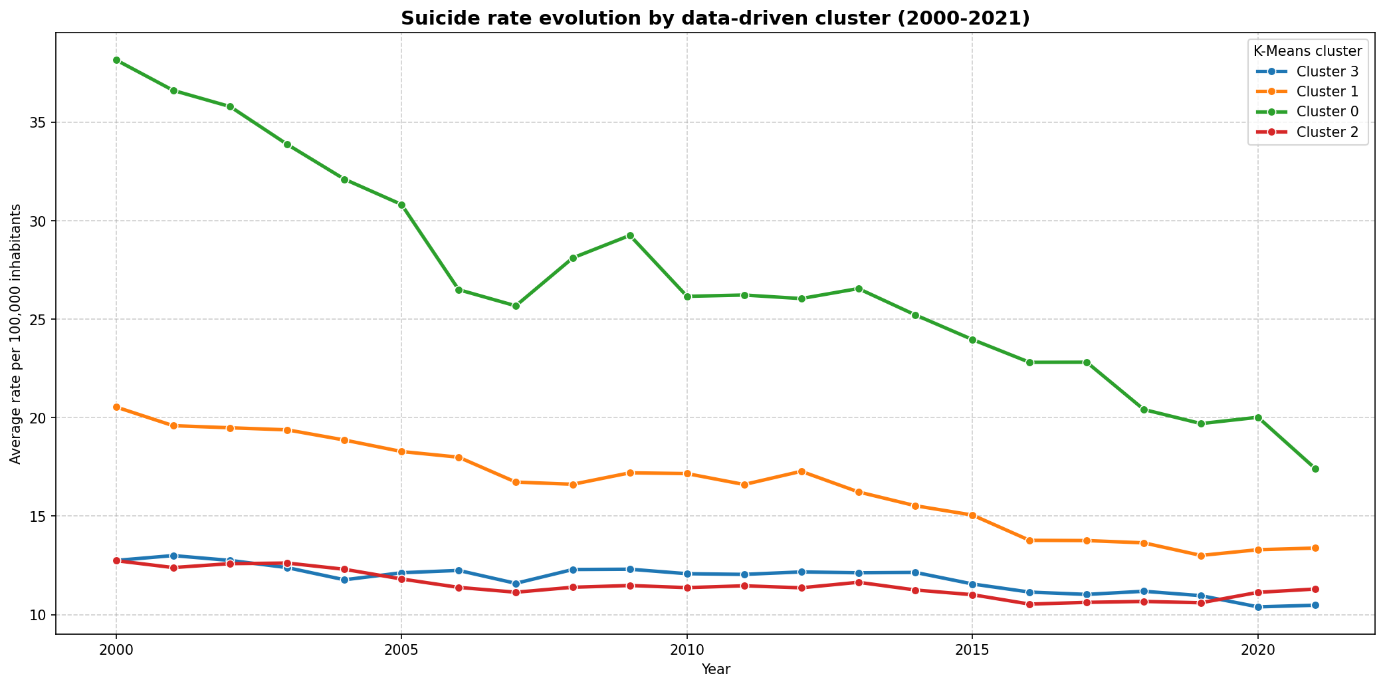 Suicide rate evolution by data-driven cluster (2000-2021)
K-Means cluster
Cluster 3
Cluster 1
Cluster 0
Cluster 2
Average rate per 100,000 inhabitants
35
30
25
20
15
10
2000
2005
2010
2015
2020
Year